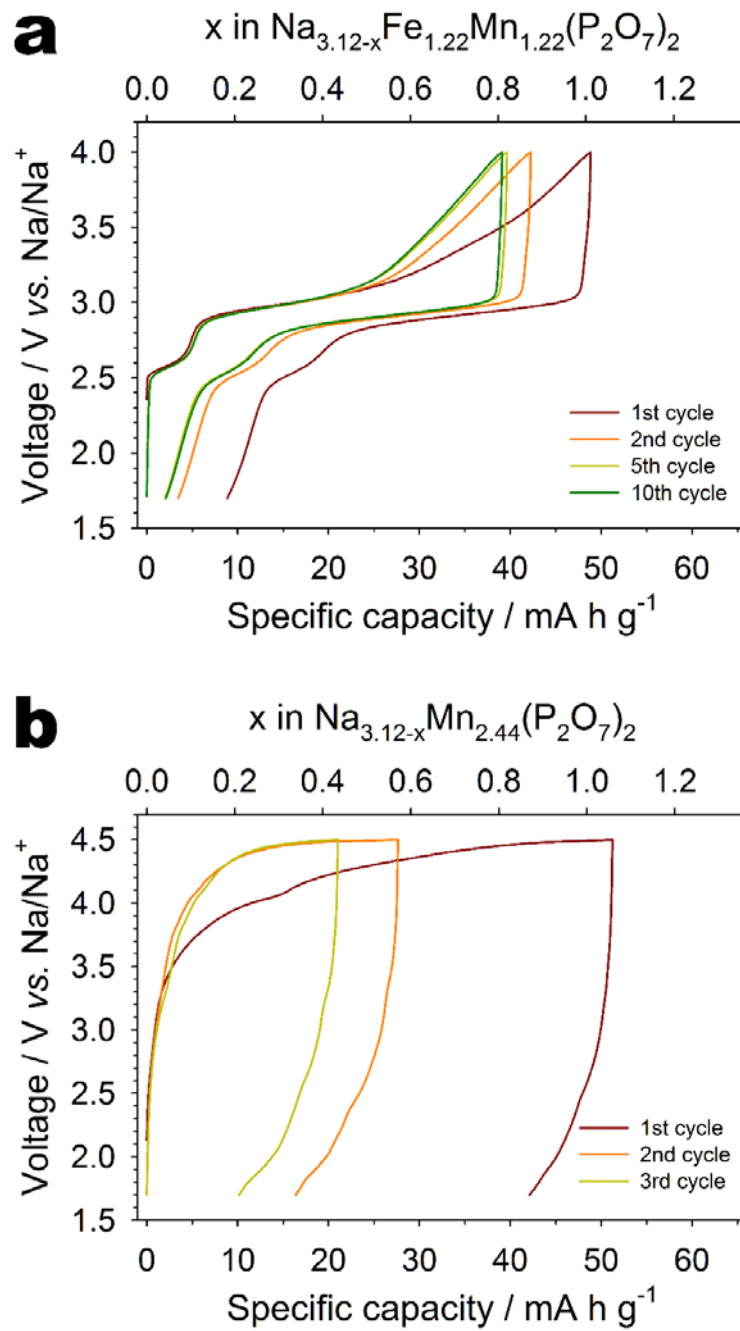 a
x in Na3.12-xFe1.22Mn1.22(P2O7)2
0.0 0.2 0.4 0.6 0.8 1.0 1.2
Voltage / V vs. Na/Na+
4.0
3.5
3.0
2.5
2.0
1.5
1st cycle
2nd cycle
5th cycle
10th cycle
0 10 20 30 40 50 60
Specific capacity / mA h g-1
b
x in Na3.12-xMn2.44(P2O7)2
0.0 0.2 0.4 0.6 0.8 1.0 1.2
Voltage / V vs. Na/Na+
4.5
4.0
3.5
3.0
2.5
2.0
1.5
1st cycle
2nd cycle
3rd cycle
0 10 20 30 40 50 60
Specific capacity / mA h g-1